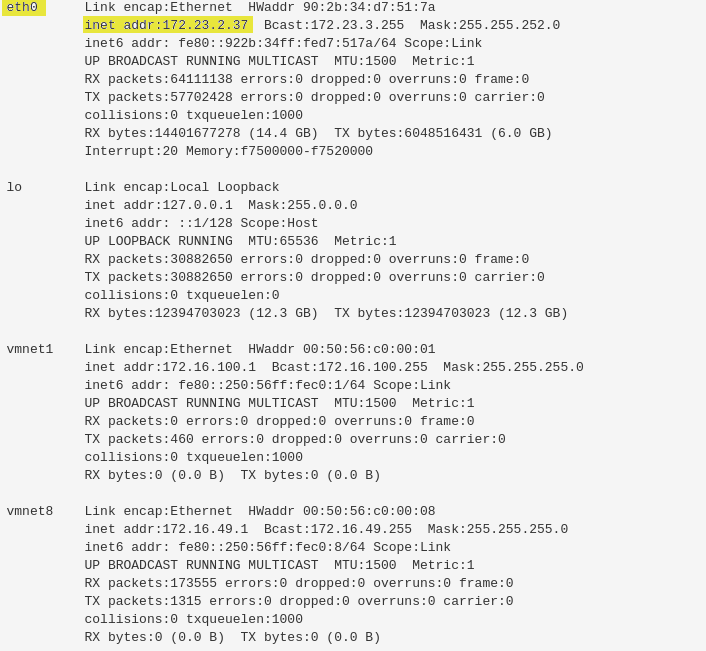 eth0      Link encap:Ethernet  HWaddr 90:2b:34:d7:51:7a
          inet addr:172.23.2.37  Bcast:172.23.3.255  Mask:255.255.252.0
          inet6 addr: fe80::922b:34ff:fed7:517a/64 Scope:Link
          UP BROADCAST RUNNING MULTICAST  MTU:1500  Metric:1
          RX packets:64111138 errors:0 dropped:0 overruns:0 frame:0
          TX packets:57702428 errors:0 dropped:0 overruns:0 carrier:0
          collisions:0 txqueuelen:1000
          RX bytes:14401677278 (14.4 GB)  TX bytes:6048516431 (6.0 GB)
          Interrupt:20 Memory:f7500000-f7520000

lo        Link encap:Local Loopback
          inet addr:127.0.0.1  Mask:255.0.0.0
          inet6 addr: ::1/128 Scope:Host
          UP LOOPBACK RUNNING  MTU:65536  Metric:1
          RX packets:30882650 errors:0 dropped:0 overruns:0 frame:0
          TX packets:30882650 errors:0 dropped:0 overruns:0 carrier:0
          collisions:0 txqueuelen:0
          RX bytes:12394703023 (12.3 GB)  TX bytes:12394703023 (12.3 GB)

vmnet1    Link encap:Ethernet  HWaddr 00:50:56:c0:00:01
          inet addr:172.16.100.1  Bcast:172.16.100.255  Mask:255.255.255.0
          inet6 addr: fe80::250:56ff:fec0:1/64 Scope:Link
          UP BROADCAST RUNNING MULTICAST  MTU:1500  Metric:1
          RX packets:0 errors:0 dropped:0 overruns:0 frame:0
          TX packets:460 errors:0 dropped:0 overruns:0 carrier:0
          collisions:0 txqueuelen:1000
          RX bytes:0 (0.0 B)  TX bytes:0 (0.0 B)

vmnet8    Link encap:Ethernet  HWaddr 00:50:56:c0:00:08
          inet addr:172.16.49.1  Bcast:172.16.49.255  Mask:255.255.255.0
          inet6 addr: fe80::250:56ff:fec0:8/64 Scope:Link
          UP BROADCAST RUNNING MULTICAST  MTU:1500  Metric:1
          RX packets:173555 errors:0 dropped:0 overruns:0 frame:0
          TX packets:1315 errors:0 dropped:0 overruns:0 carrier:0
          collisions:0 txqueuelen:1000
          RX bytes:0 (0.0 B)  TX bytes:0 (0.0 B)